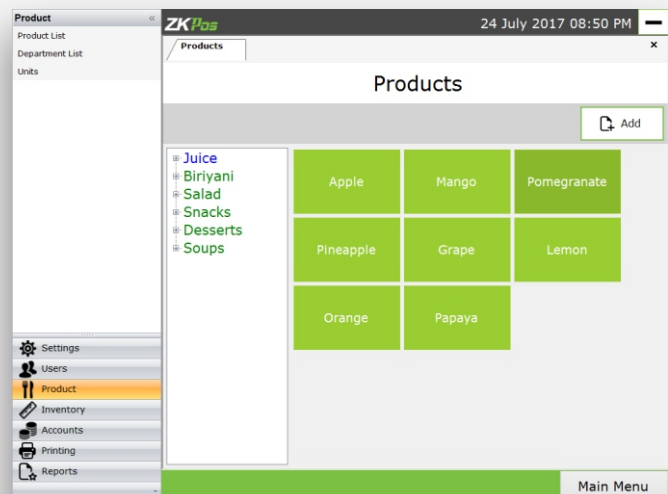 Product «
Product List
Department List
Units
Settings
Users
Product
Inventory
Accounts
Printing
Reports
ZKPos
24 July 2017 08:50 PM
Products
×
Products
Add
Juice
Biriyani
Salad
Snacks
Desserts
Soups
Apple Mango Pomegranate
Pineapple Grape Lemon
Orange Papaya
Main Menu